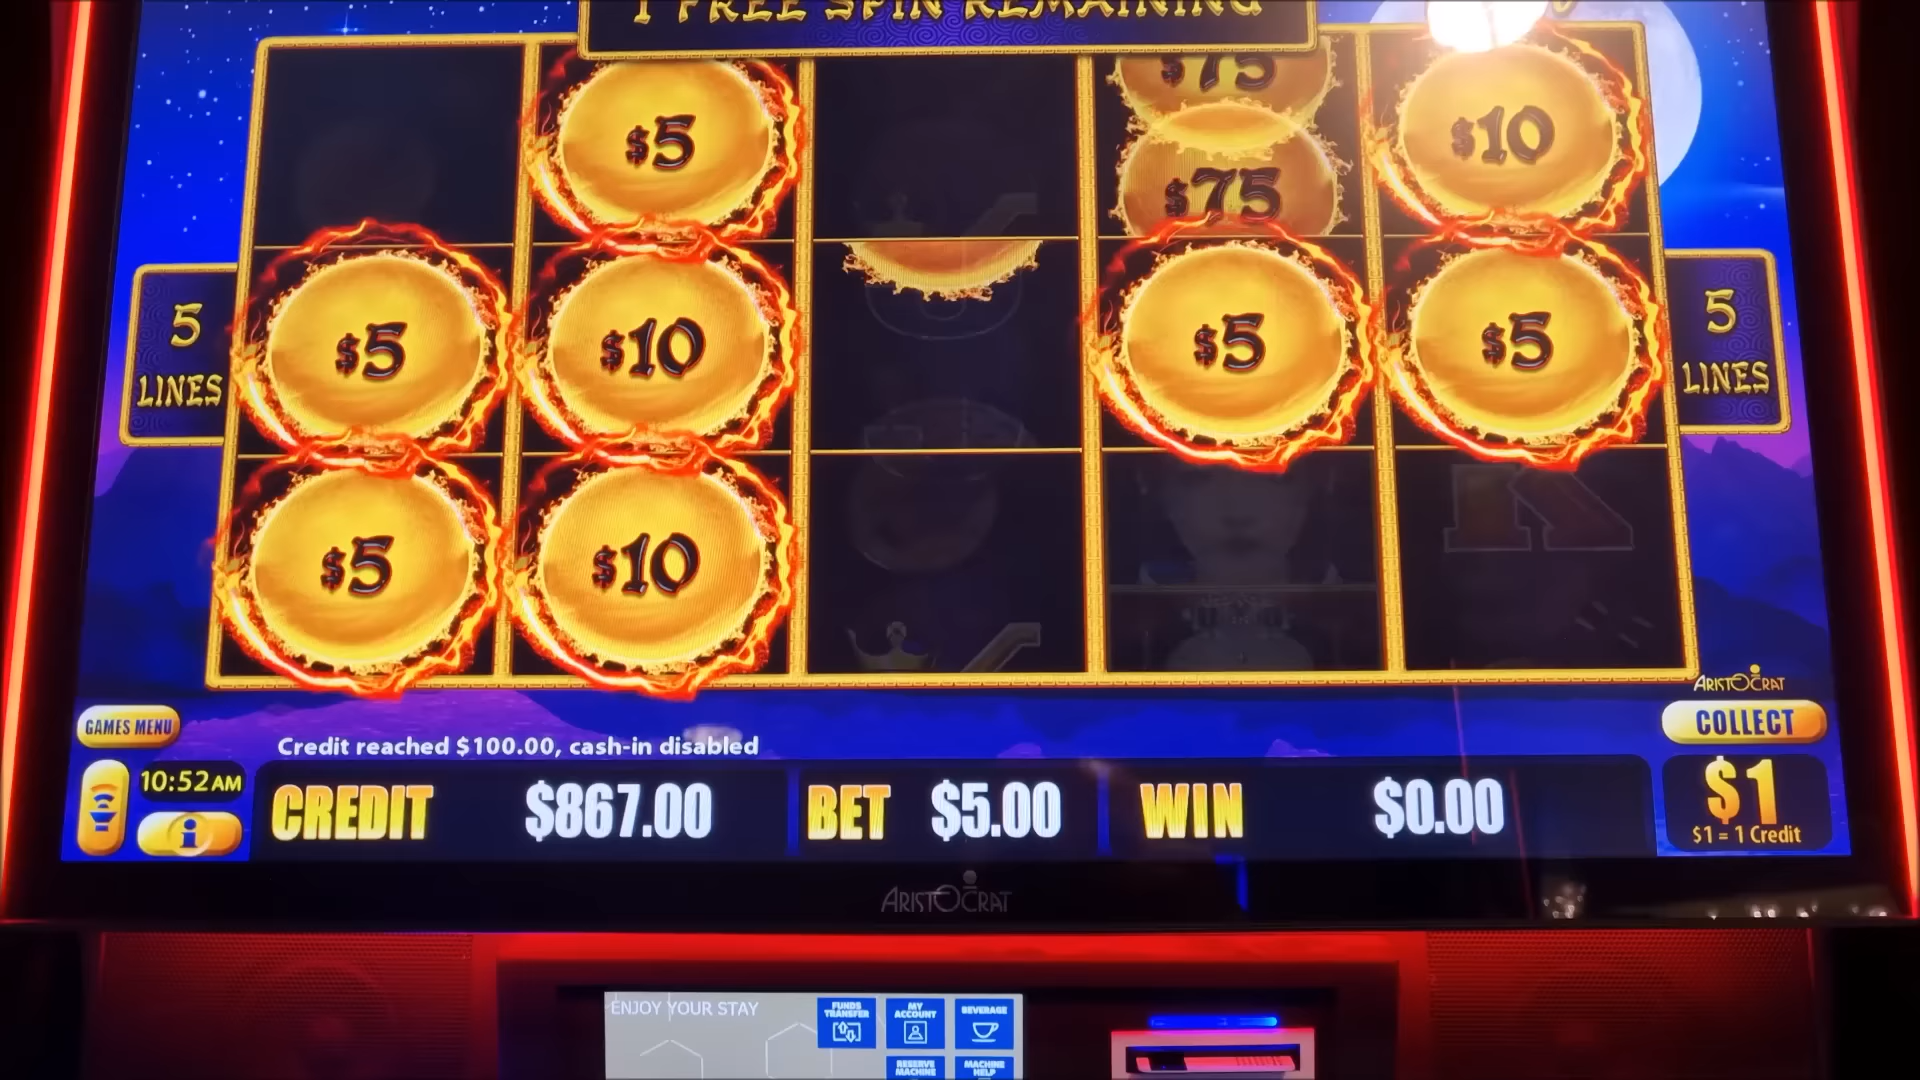 1 FREE SPIN REMAINING
$5
$75
$10
$75
$5
$10
$5
$5
5
LINES
5
LINES
$5
$10
K
ARISTOCRAT
GAMES MENU
COLLECT
Credit reached $100.00, cash-in disabled
10:52AM
CREDIT $867.00 BET $5.00 WIN $0.00
$1
$1 = 1 Credit
i
ARISTOCRAT
ENJOY YOUR STAY
FUNDS TRANSFER
MY ACCOUNT
BEVERAGE
RESERVE MACHINE
MACHINE HELP